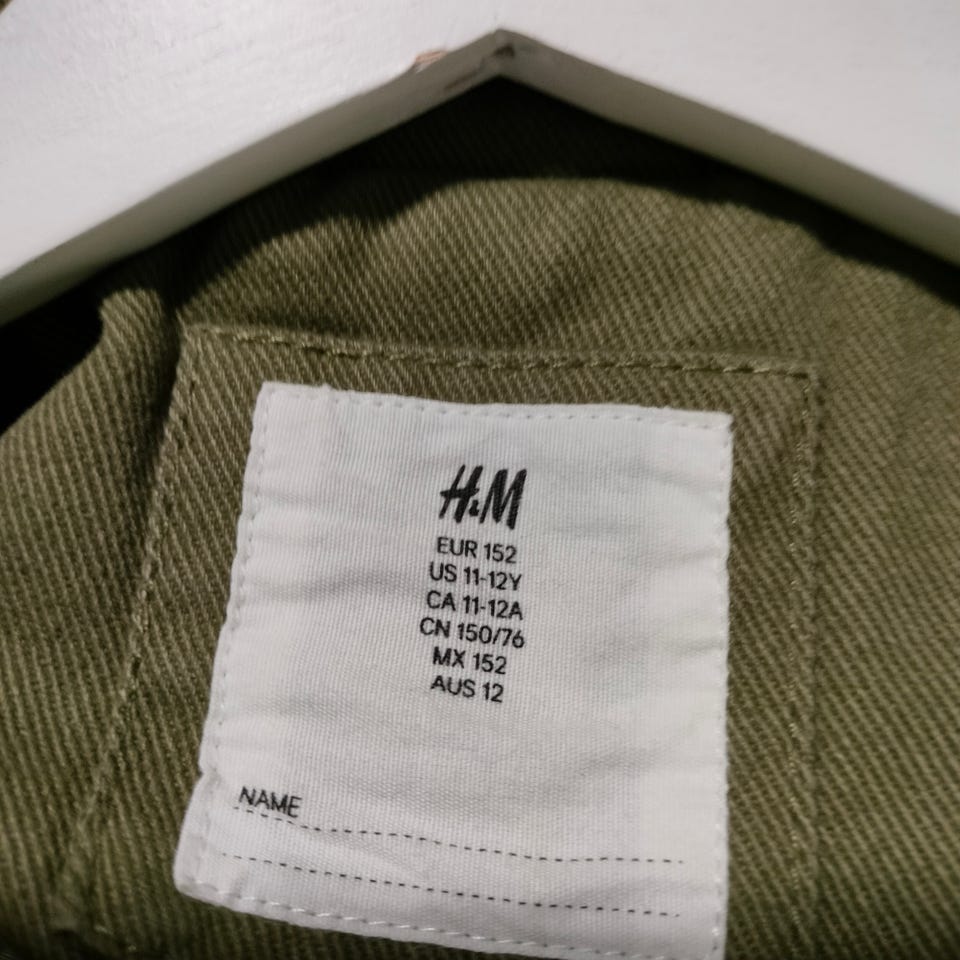 H&M
EUR 152
US 11-12Y
CA 11-12A
CN 150/76
MX 152
AUS 12
NAME